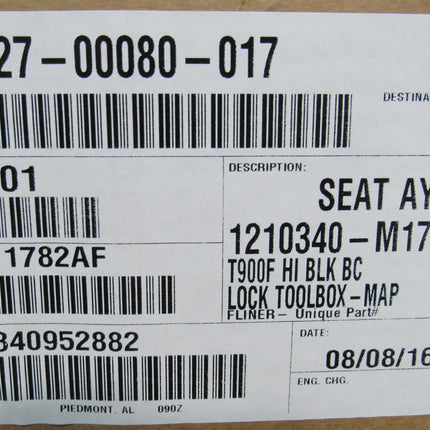 27-00080-017
DESTINA
01
DESCRIPTION:
SEAT AY
1210340-M17
1782AF
T900F HI BLK BC
LOCK TOOLBOX-MAP
FLINER- Unique Part#
840952882
DATE:
08/08/16
ENG. CHG.
PIEDMONT, AL 090Z